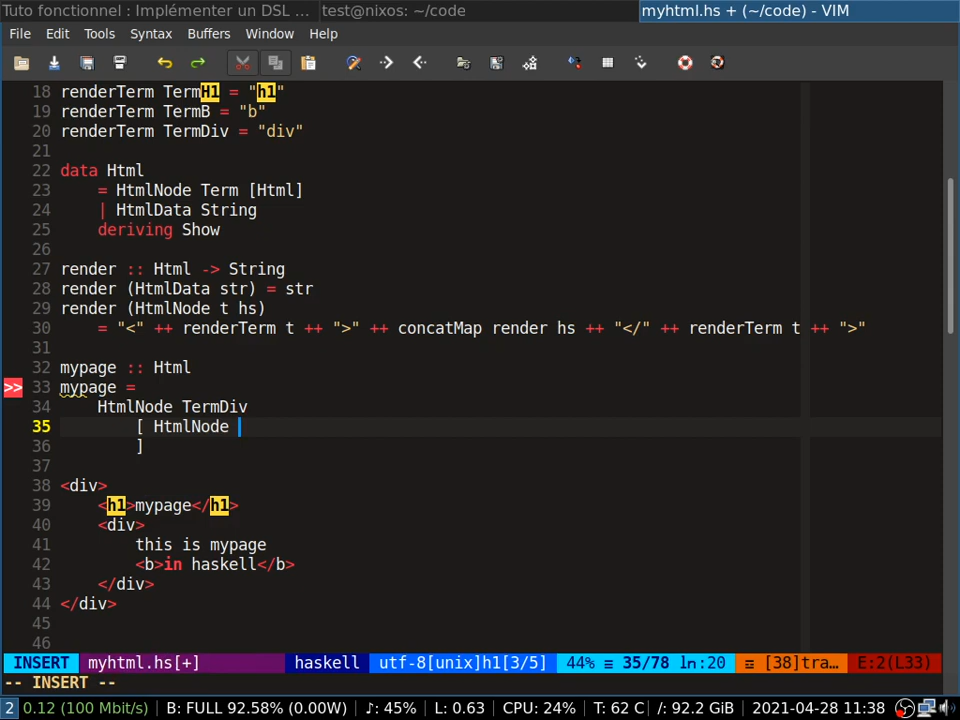 Tuto fonctionnel : Implémenter un DSL ... test@nixos: ~/code myhtml.hs + (~/code) - VIM
File Edit Tools Syntax Buffers Window Help
18 renderTerm TermH1 = "h1"
19 renderTerm TermB = "b"
20 renderTerm TermDiv = "div"
21
22 data Html
23     = HtmlNode Term [Html]
24     | HtmlData String
25     deriving Show
26
27 render :: Html -> String
28 render (HtmlData str) = str
29 render (HtmlNode t hs)
30     = "<" ++ renderTerm t ++ ">" ++ concatMap render hs ++ "</" ++ renderTerm t ++ ">"
31
32 mypage :: Html
>> 33 mypage =
34     HtmlNode TermDiv
35         [ HtmlNode
36         ]
37
38 <div>
39     <h1>mypage</h1>
40     <div>
41         this is mypage
42         <b>in haskell</b>
43     </div>
44 </div>
45
46
INSERT myhtml.hs[+] haskell utf-8[unix]h1[3/5] 44% ≡ 35/78 ln:20 ≡ [38]tra… E:2(L33)
-- INSERT --
2 0.12 (100 Mbit/s) B: FULL 92.58% (0.00W) ♪: 45% L: 0.63 CPU: 24% T: 62 C /: 92.2 GiB 2021-04-28 11:38